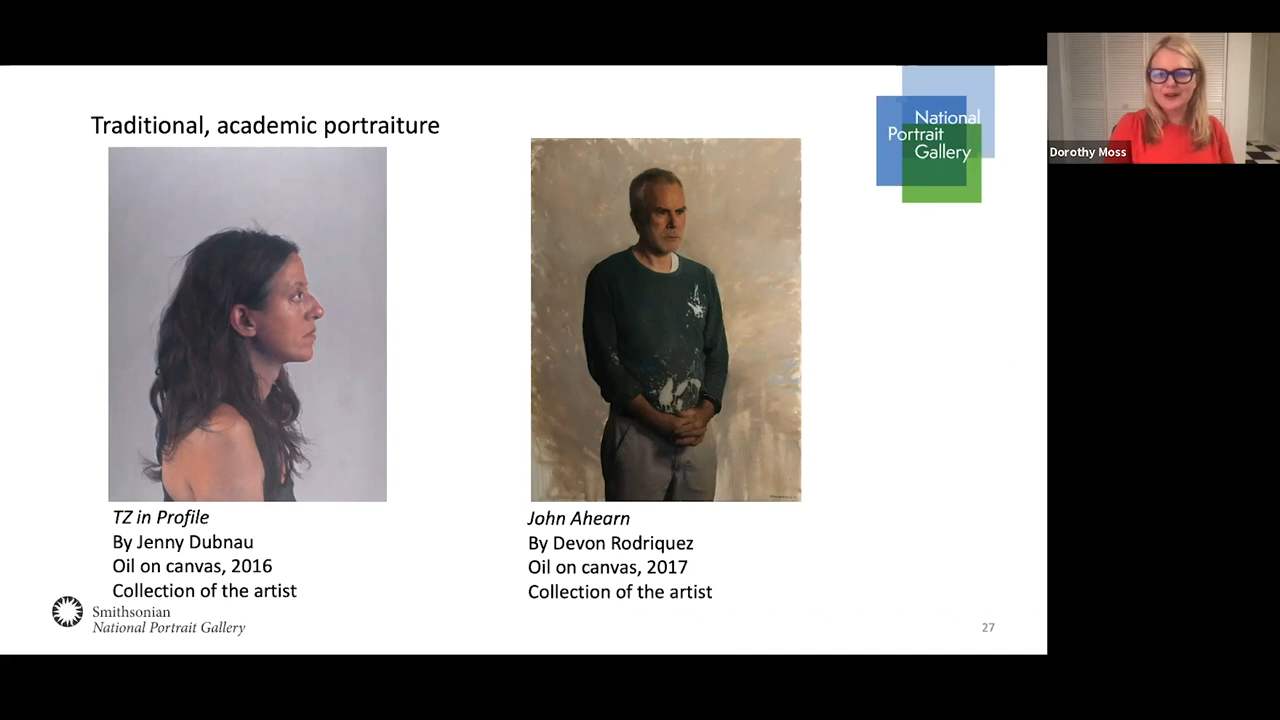 Traditional, academic portraiture
National
Portrait
Gallery
Dorothy Moss
TZ in Profile
By Jenny Dubnau
Oil on canvas, 2016
Collection of the artist
John Ahearn
By Devon Rodriquez
Oil on canvas, 2017
Collection of the artist
Smithsonian
National Portrait Gallery
27